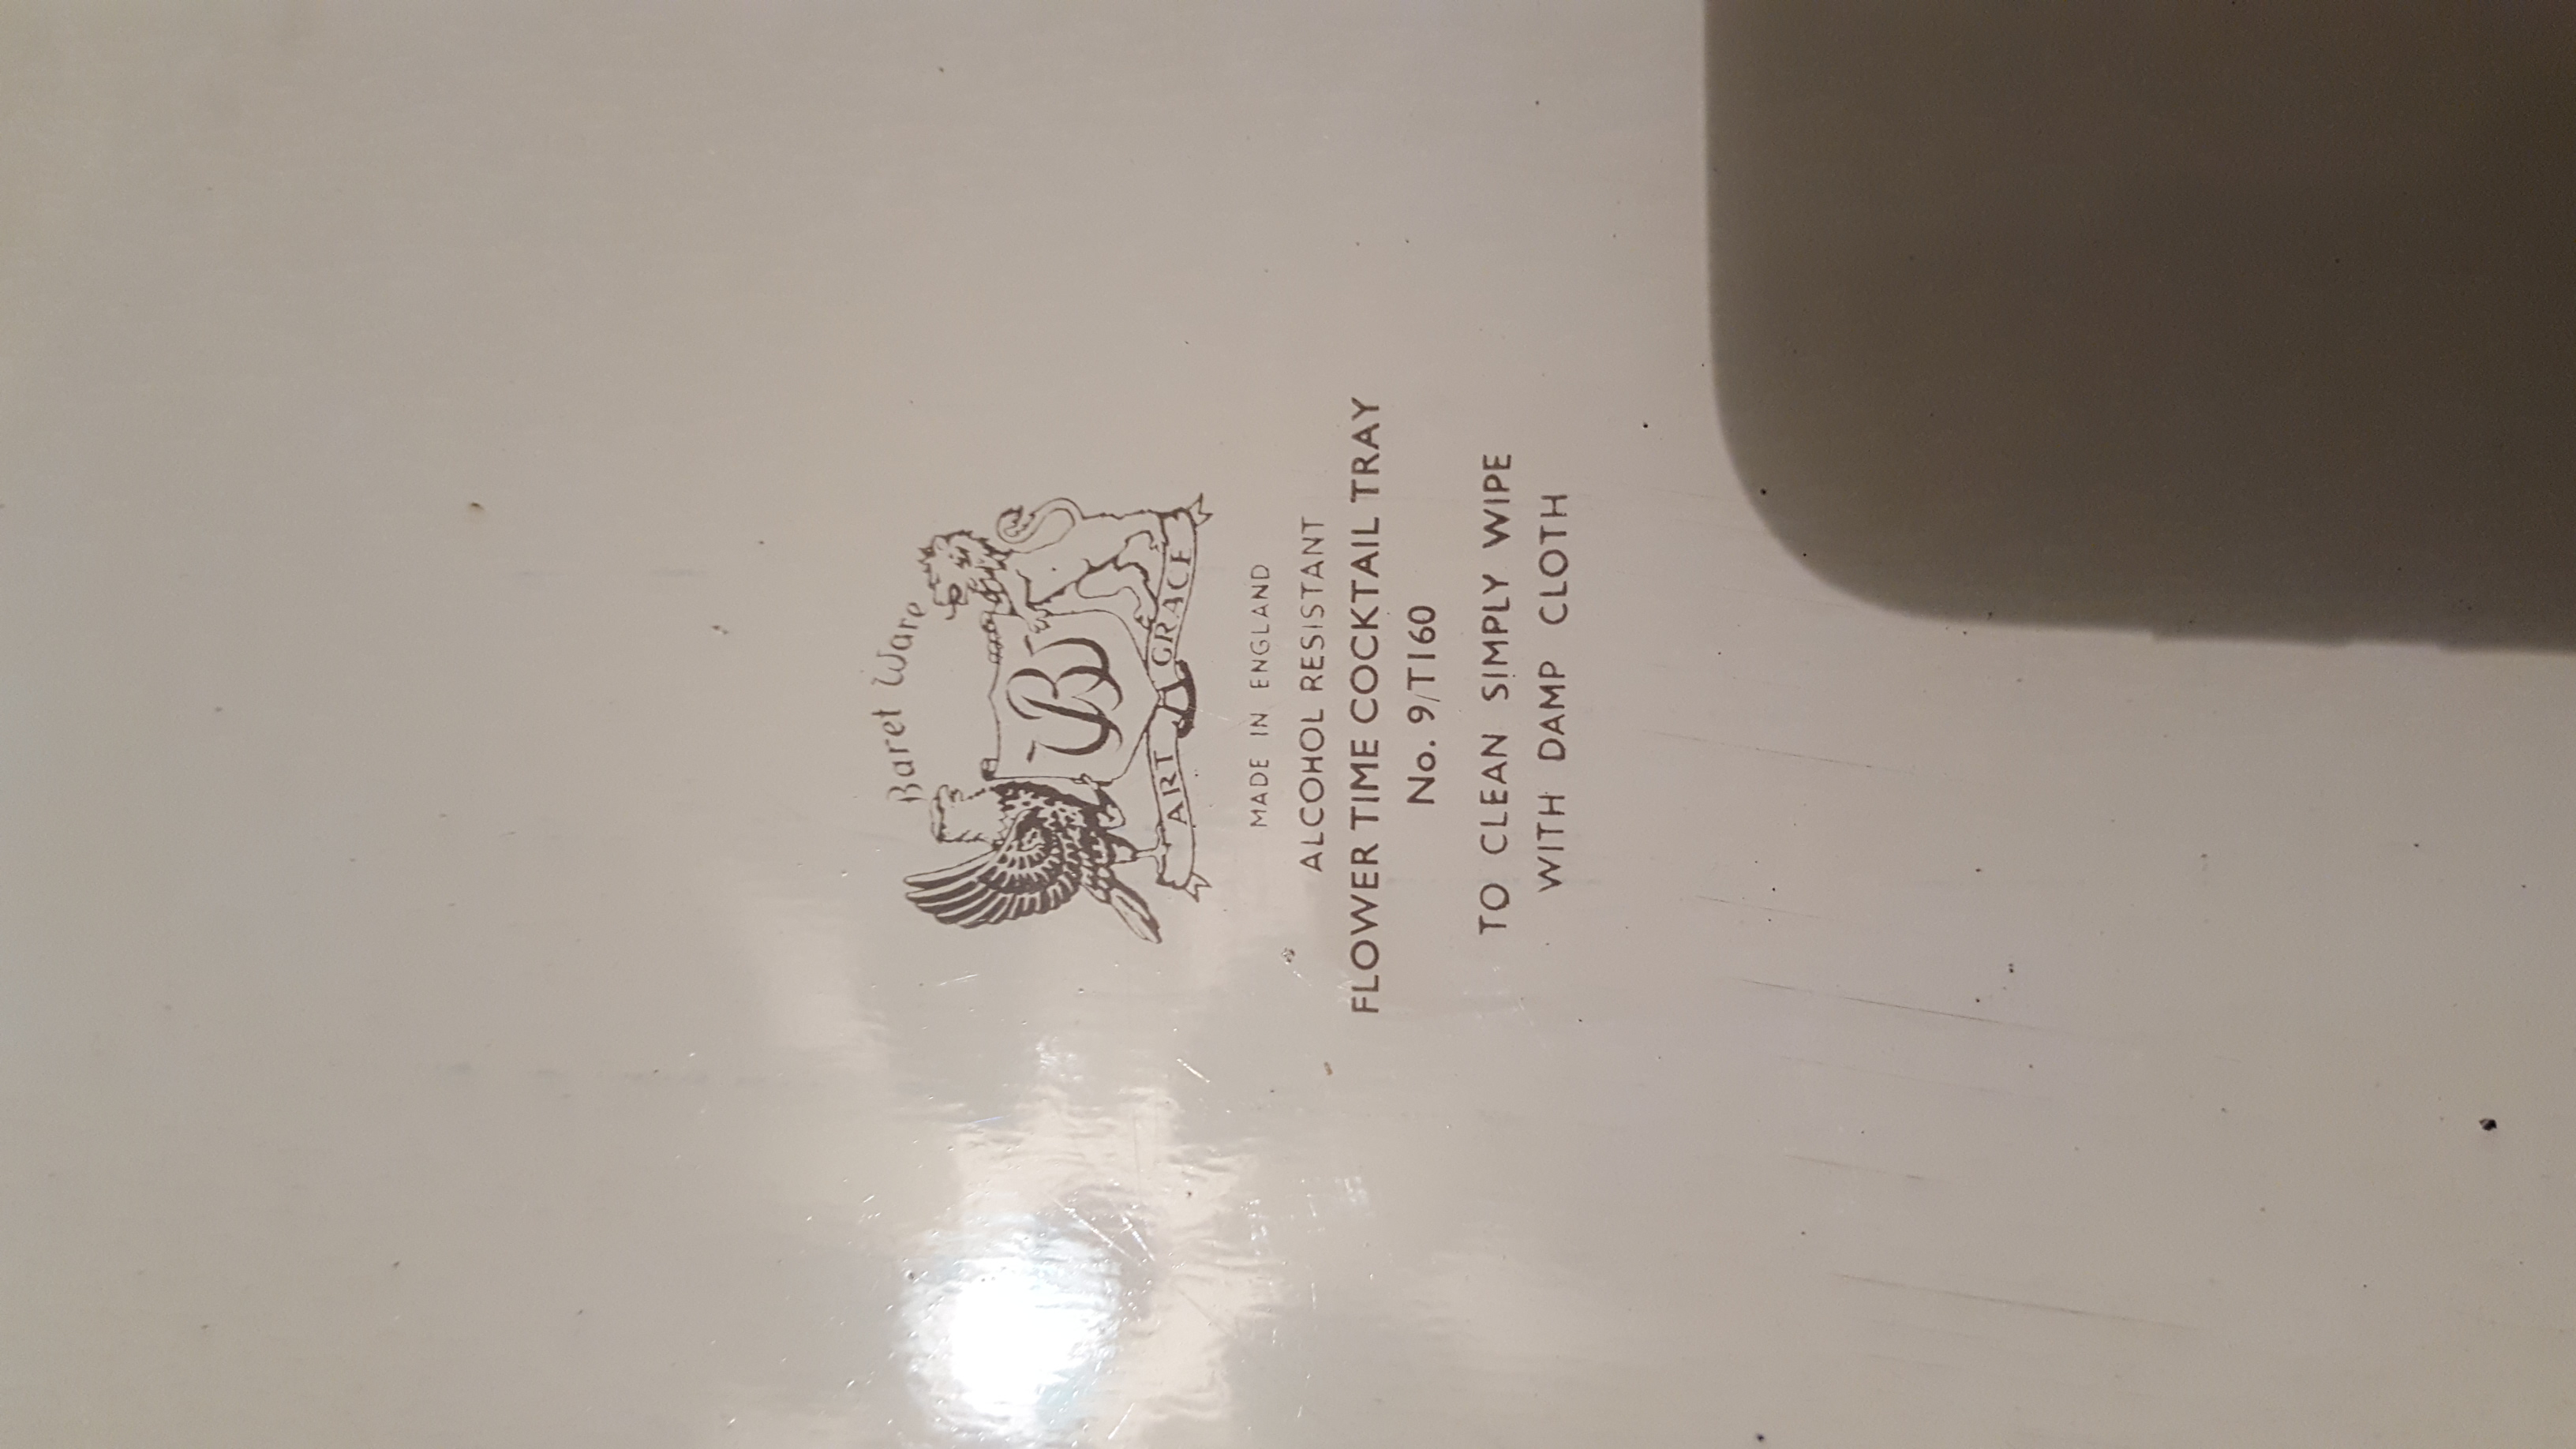 Baret Ware
B
ART GRACE
MADE IN ENGLAND
ALCOHOL RESISTANT
FLOWER TIME COCKTAIL TRAY
No. 9/T160
TO CLEAN SIMPLY WIPE
WITH DAMP CLOTH